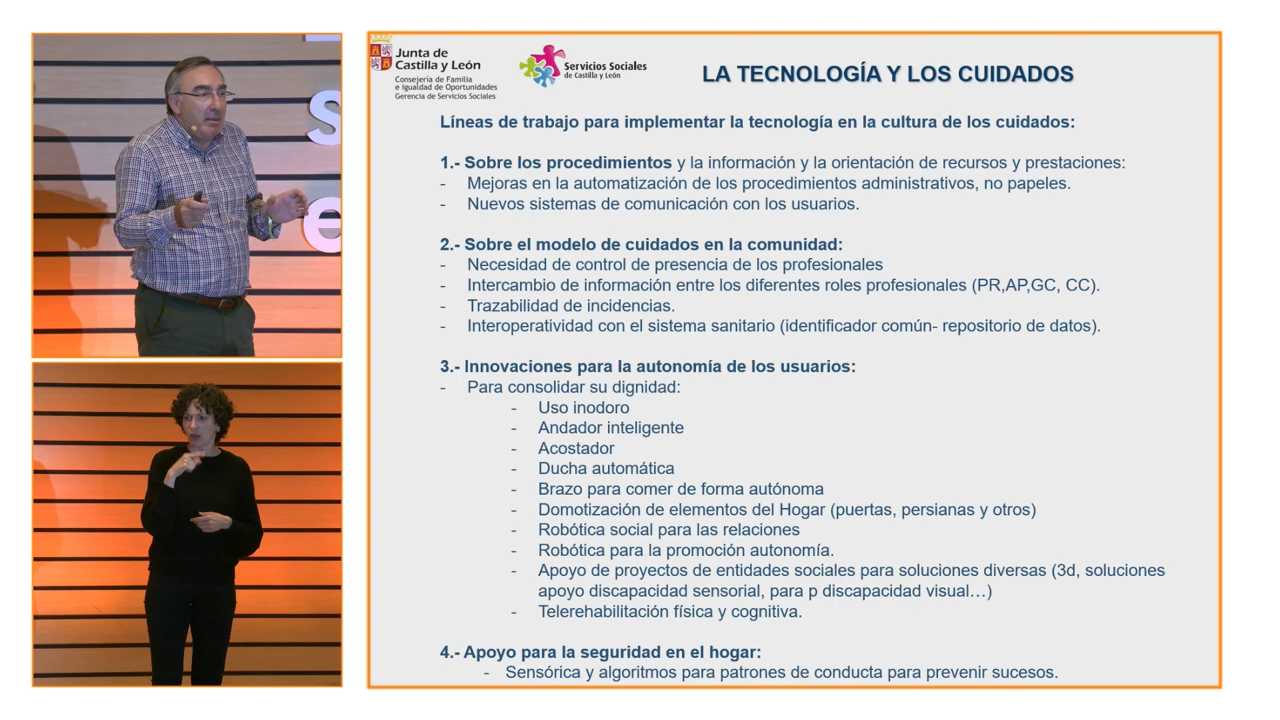 Junta de
Castilla y León
Consejería de Familia
e Igualdad de Oportunidades
Gerencia de Servicios Sociales
Servicios Sociales
de Castilla y León
LA TECNOLOGÍA Y LOS CUIDADOS
Líneas de trabajo para implementar la tecnología en la cultura de los cuidados:
1.- Sobre los procedimientos y la información y la orientación de recursos y prestaciones:
- Mejoras en la automatización de los procedimientos administrativos, no papeles.
- Nuevos sistemas de comunicación con los usuarios.
2.- Sobre el modelo de cuidados en la comunidad:
- Necesidad de control de presencia de los profesionales
- Intercambio de información entre los diferentes roles profesionales (PR,AP,GC, CC).
- Trazabilidad de incidencias.
- Interoperatividad con el sistema sanitario (identificador común- repositorio de datos).
3.- Innovaciones para la autonomía de los usuarios:
- Para consolidar su dignidad:
- Uso inodoro
- Andador inteligente
- Acostador
- Ducha automática
- Brazo para comer de forma autónoma
- Domotización de elementos del Hogar (puertas, persianas y otros)
- Robótica social para las relaciones
- Robótica para la promoción autonomía.
- Apoyo de proyectos de entidades sociales para soluciones diversas (3d, soluciones
apoyo discapacidad sensorial, para p discapacidad visual…)
- Telerehabilitación física y cognitiva.
4.- Apoyo para la seguridad en el hogar:
- Sensórica y algoritmos para patrones de conducta para prevenir sucesos.
s
e